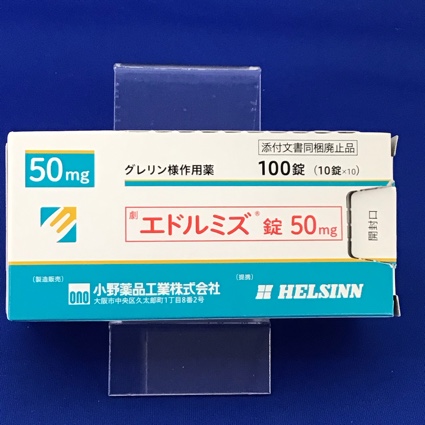 添付文書同梱廃止品
50mg
グレリン様作用薬
100錠 (10錠×10)
劇 エドルミズ® 錠 50mg
開封口
(製造販売)
ono 小野薬品工業株式会社
大阪市中央区久太郎町1丁目8番2号
(提携)
HELSINN